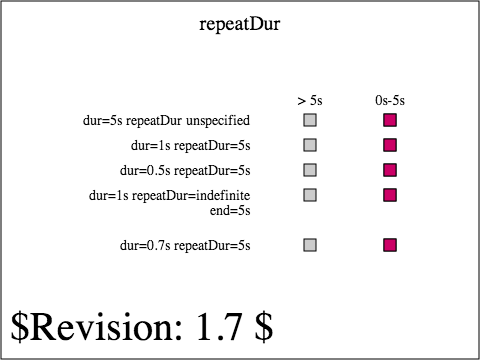 repeatDur
> 5s 0s-5s
dur=5s repeatDur unspecified
dur=1s repeatDur=5s
dur=0.5s repeatDur=5s
dur=1s repeatDur=indefinite
end=5s
dur=0.7s repeatDur=5s
$Revision: 1.7 $